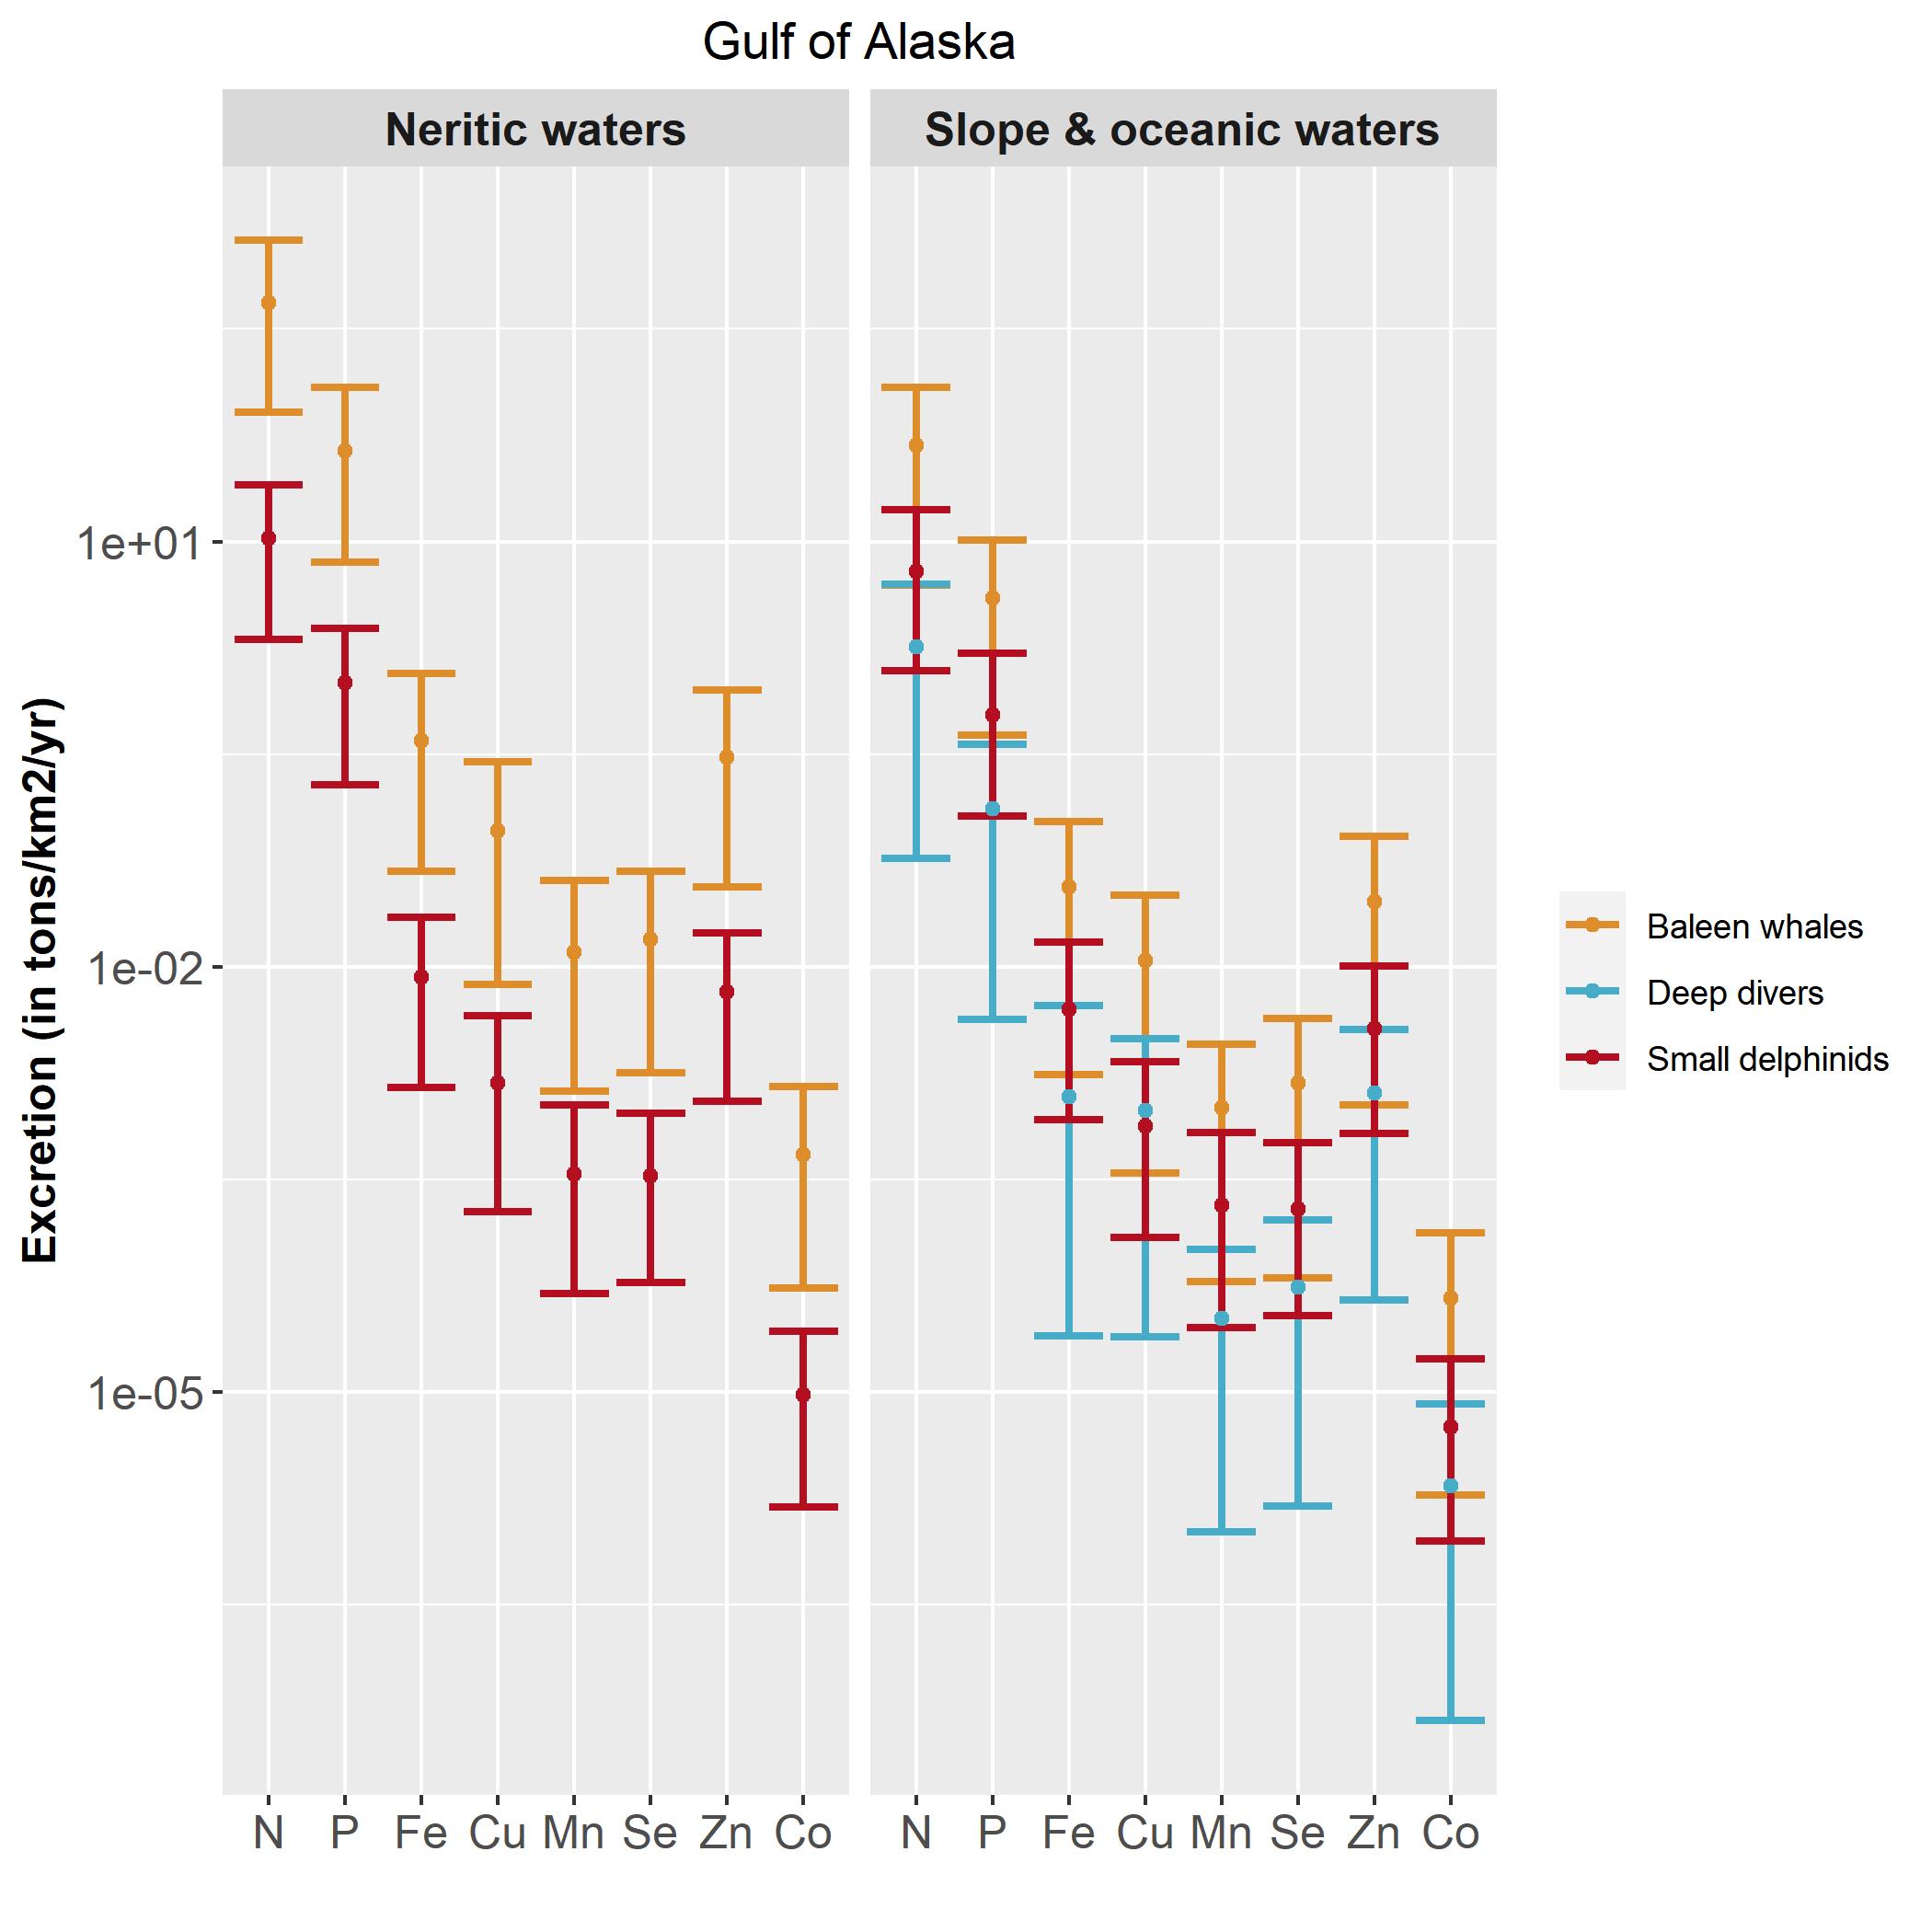 Gulf of Alaska
Neritic waters
Slope & oceanic waters
Excretion (in tons/km2/yr)
1e+01
1e-02
1e-05
N P Fe Cu Mn Se Zn Co
N P Fe Cu Mn Se Zn Co
Baleen whales
Deep divers
Small delphinids